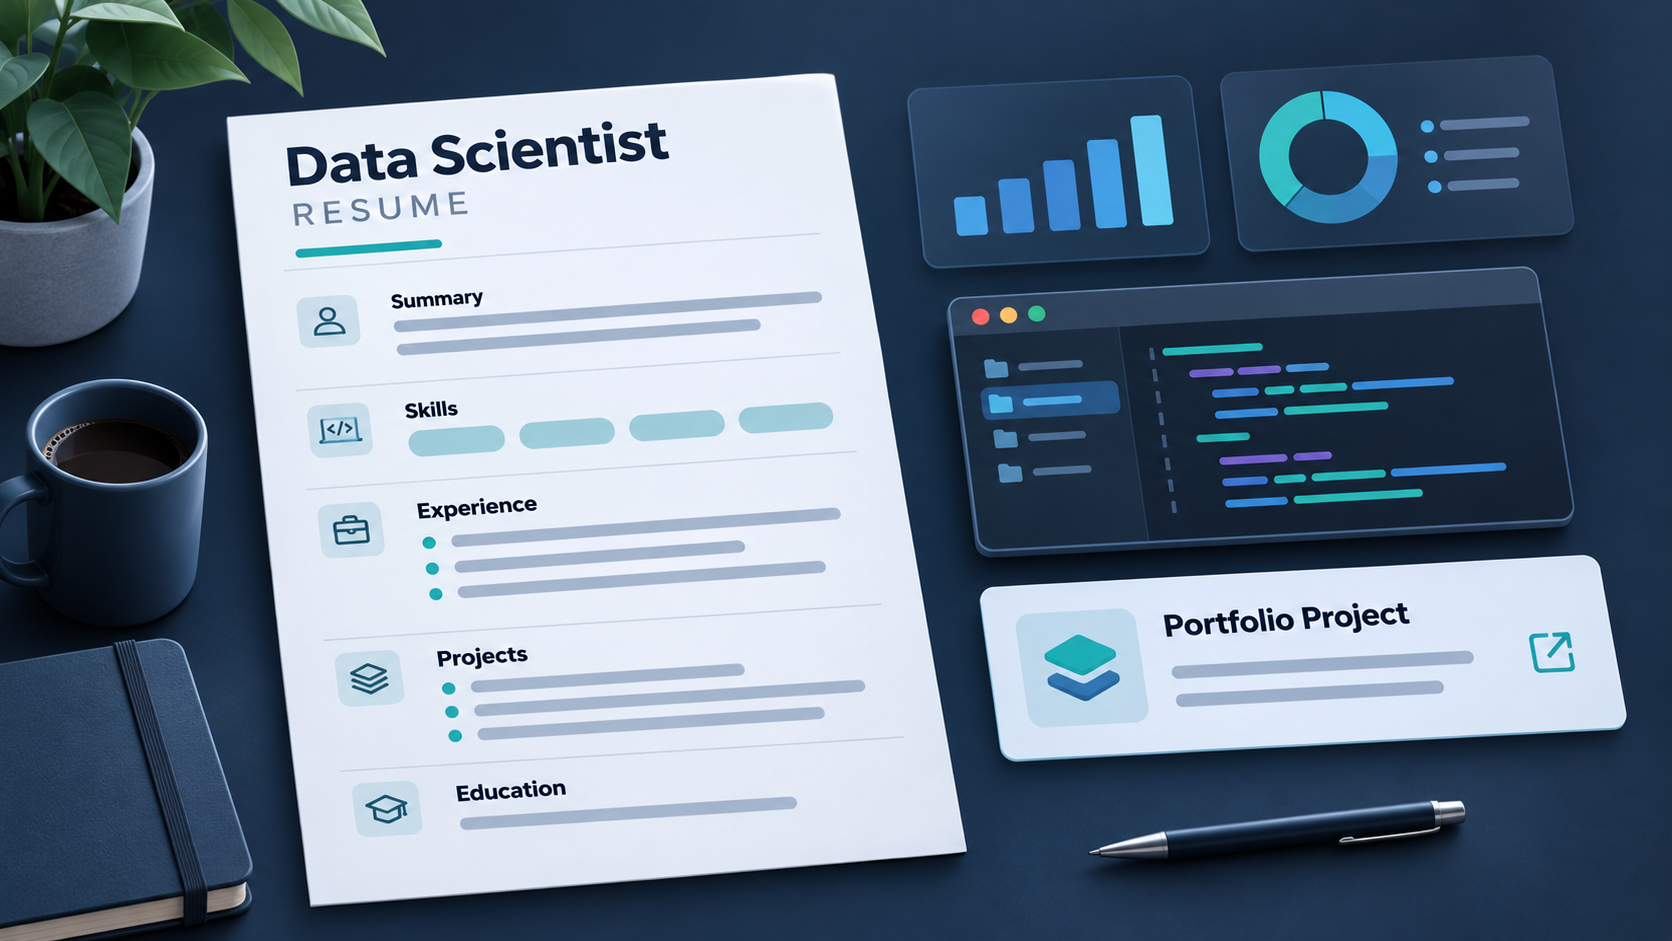 Data Scientist
RESUME
Summary
Skills
</>
Experience
Projects
Education
Portfolio Project